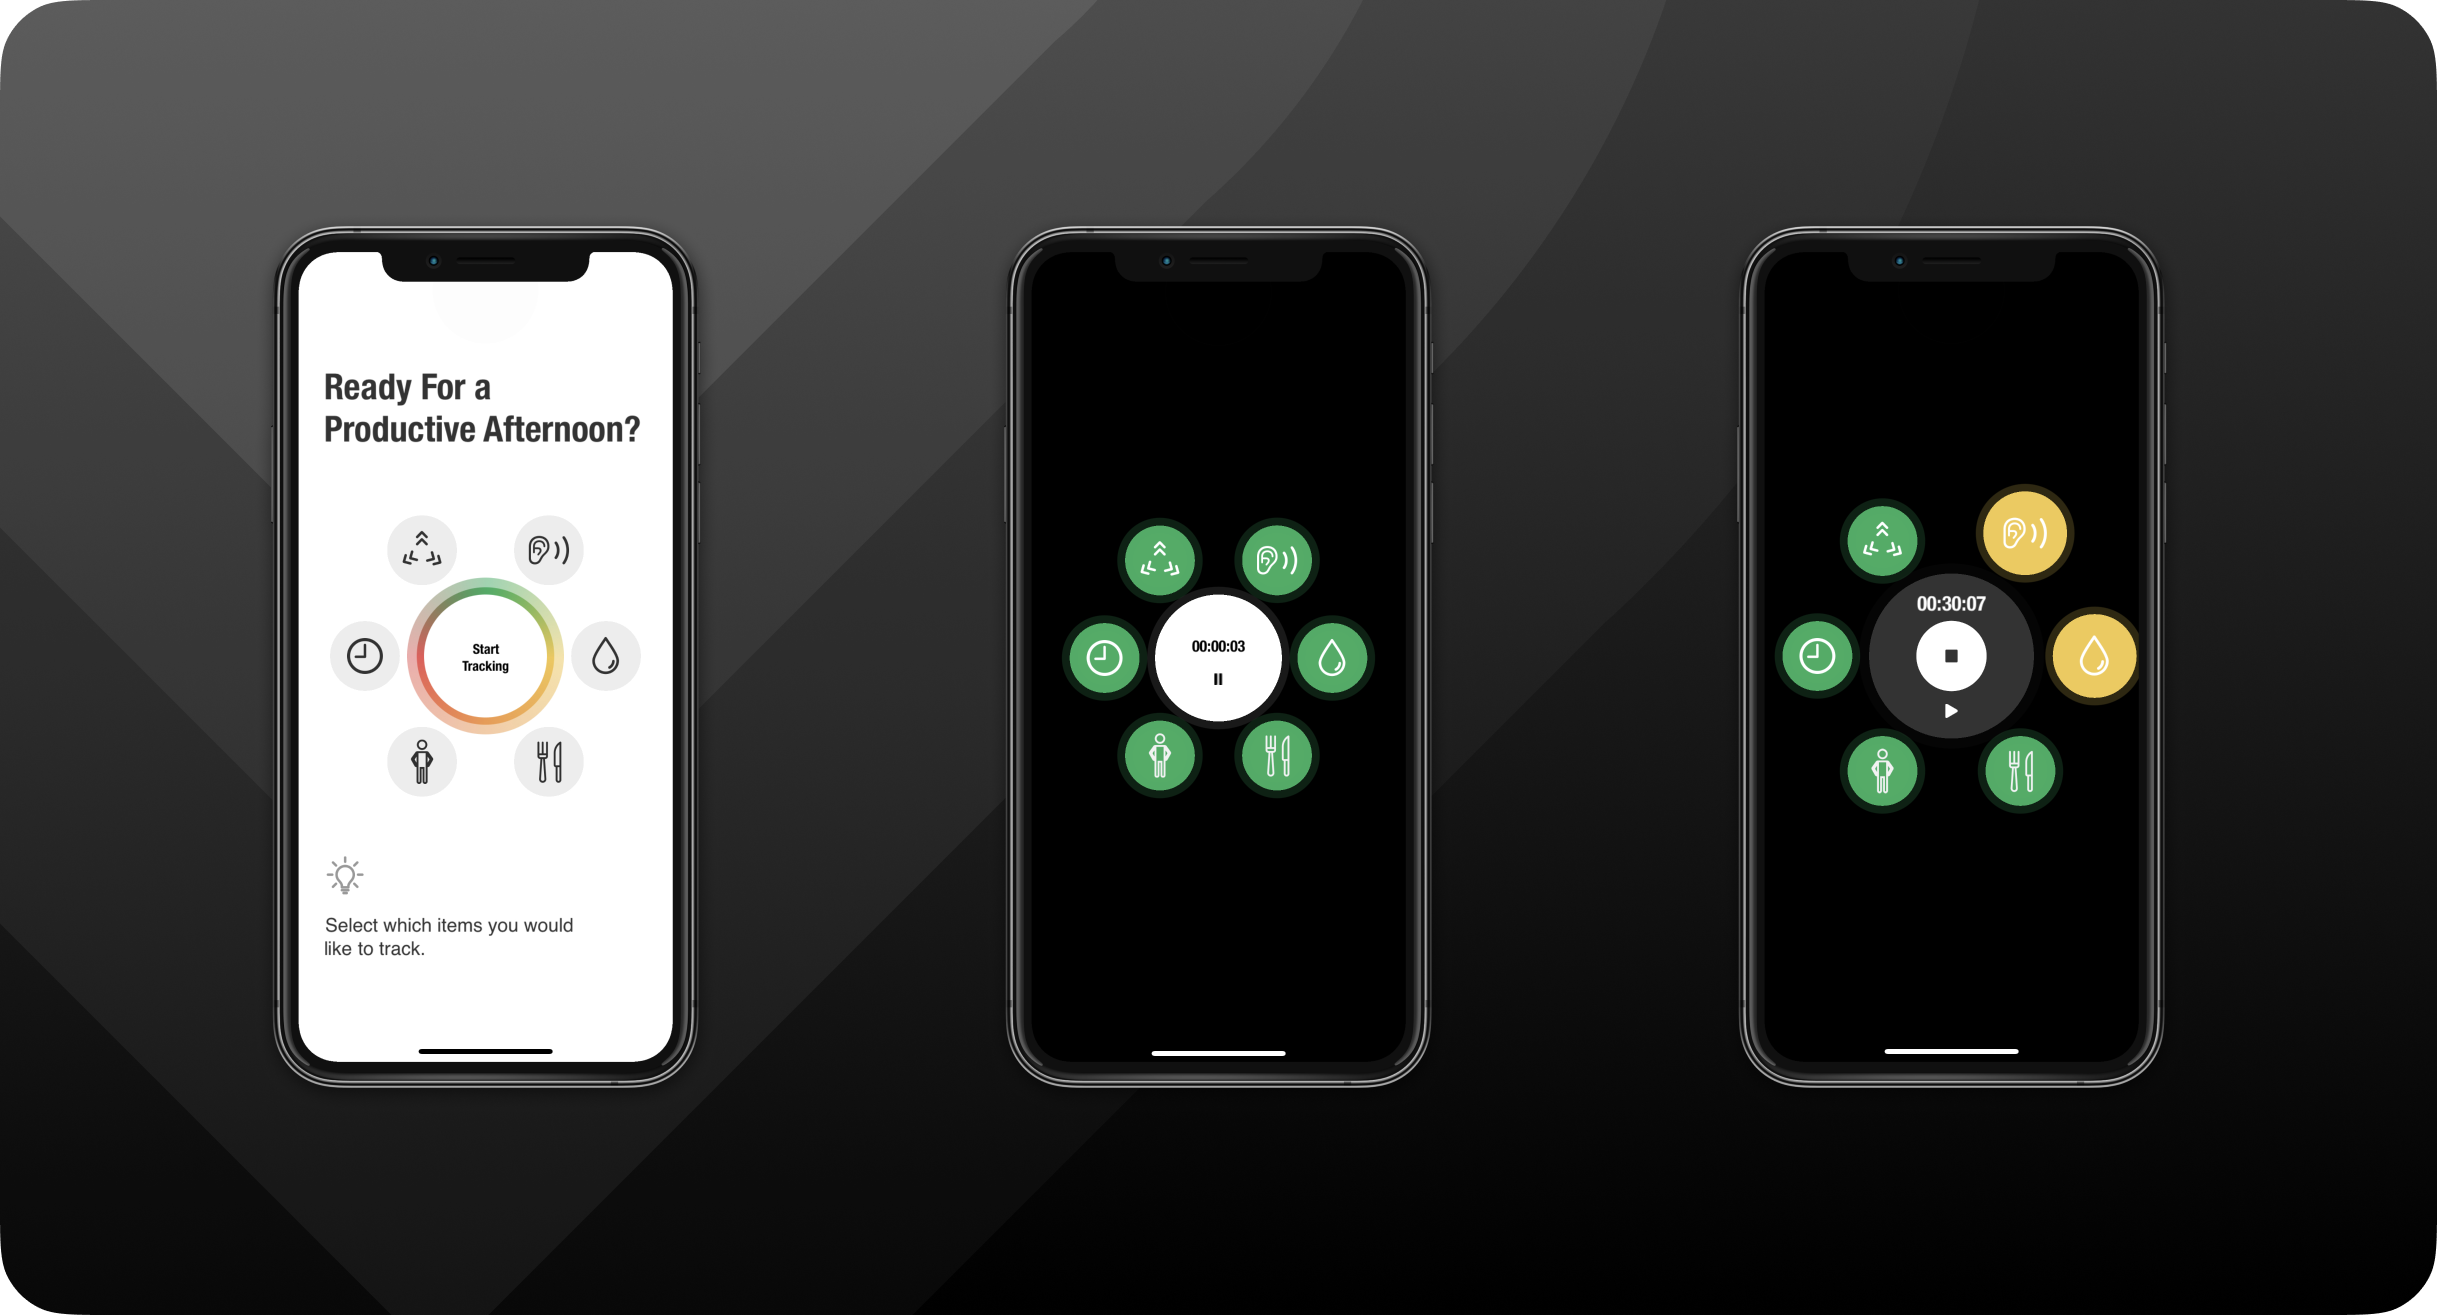 Ready For a
Productive Afternoon?
Start
Tracking
Select which items you would
like to track.
00:00:03
00:30:07